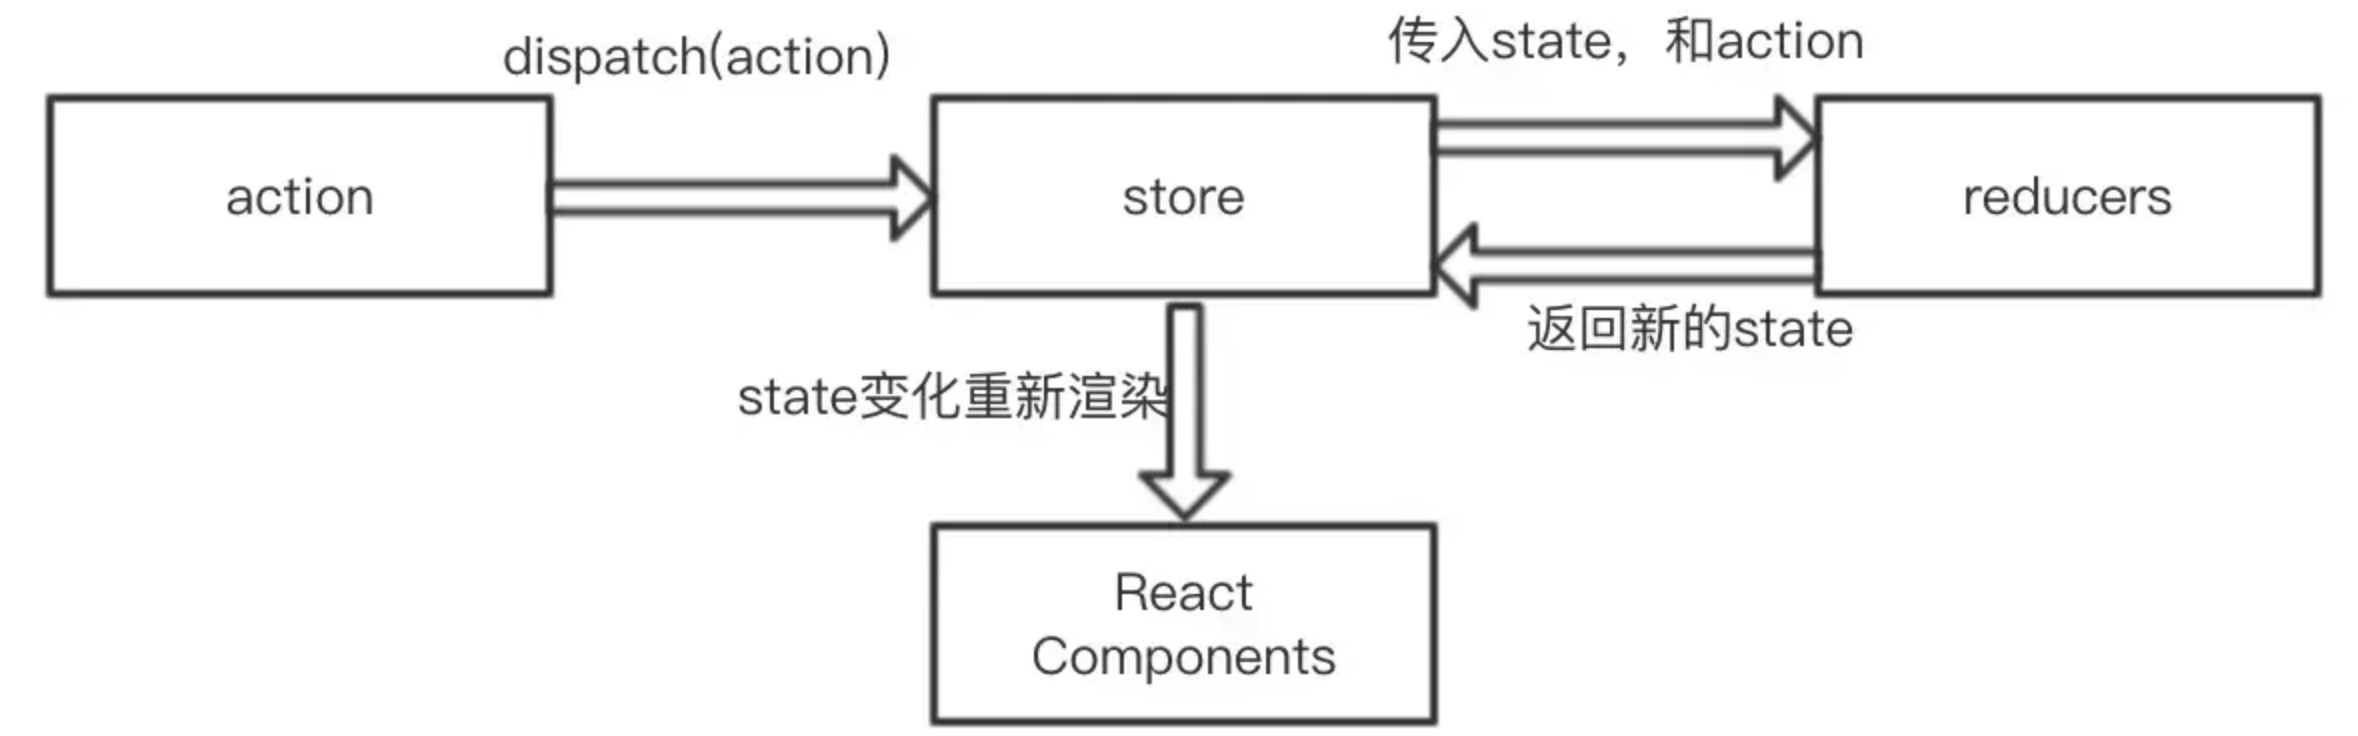 dispatch(action)
传入state，和action
action
store
reducers
返回新的state
state变化重新渲染
React
Components